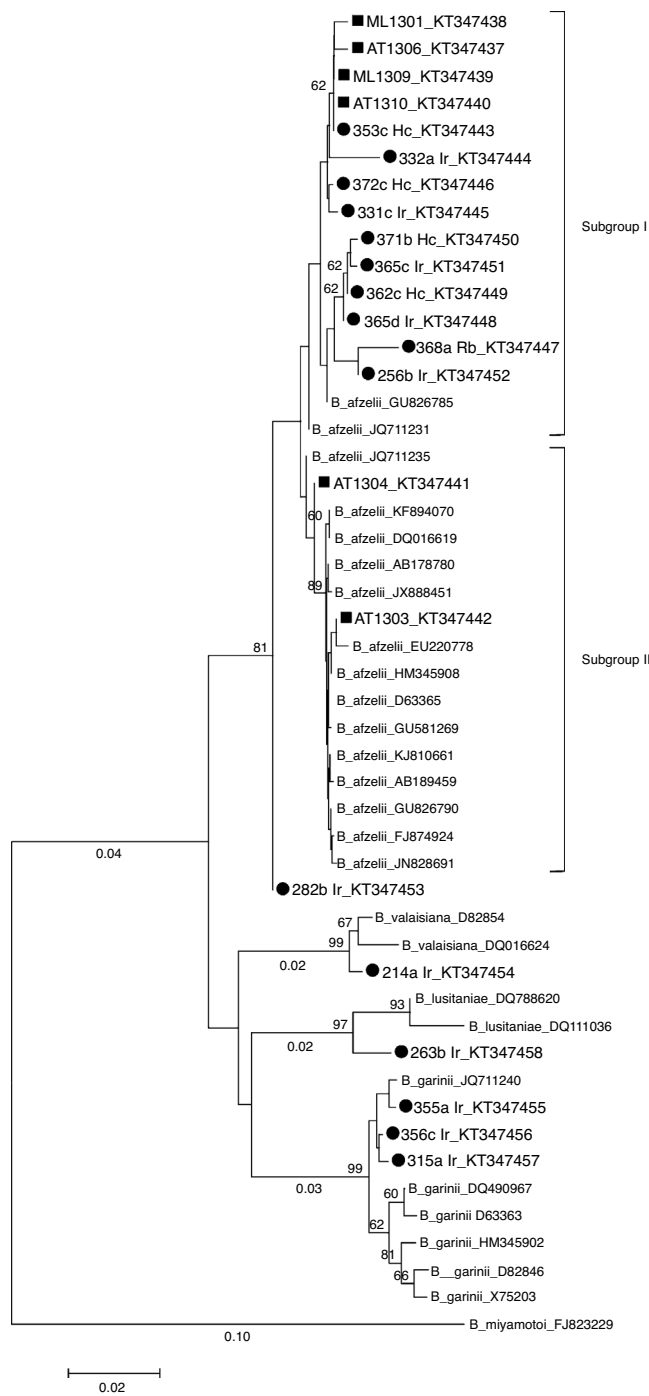 ML1301_KT347438
AT1306_KT347437
ML1309_KT347439
62
AT1310_KT347440
353c Hc_KT347443
332a Ir_KT347444
372c Hc_KT347446
331c Ir_KT347445
Subgroup I
371b Hc_KT347450
62
365c Ir_KT347451
62
362c Hc_KT347449
365d Ir_KT347448
368a Rb_KT347447
256b Ir_KT347452
B_afzelii_GU826785
B_afzelii_JQ711231
B_afzelii_JQ711235
AT1304_KT347441
60
B_afzelii_KF894070
B_afzelii_DQ016619
B_afzelii_AB178780
89
B_afzelii_JX888451
AT1303_KT347442
81
B_afzelii_EU220778
Subgroup II
B_afzelii_HM345908
B_afzelii_D63365
B_afzelii_GU581269
B_afzelii_KJ810661
B_afzelii_AB189459
B_afzelii_GU826790
B_afzelii_FJ874924
0.04
B_afzelii_JN828691
282b Ir_KT347453
67
B_valaisiana_D82854
99
B_valaisiana_DQ016624
0.02
214a Ir_KT347454
93
B_lusitaniae_DQ788620
97
B_lusitaniae_DQ111036
0.02
263b Ir_KT347458
B_garinii_JQ711240
355a Ir_KT347455
356c Ir_KT347456
99
315a Ir_KT347457
0.03
60
B_garinii_DQ490967
B_garinii D63363
62
B_garinii_HM345902
81
B__garinii_D82846
66
B_garinii_X75203
B_miyamotoi_FJ823229
0.10
0.02